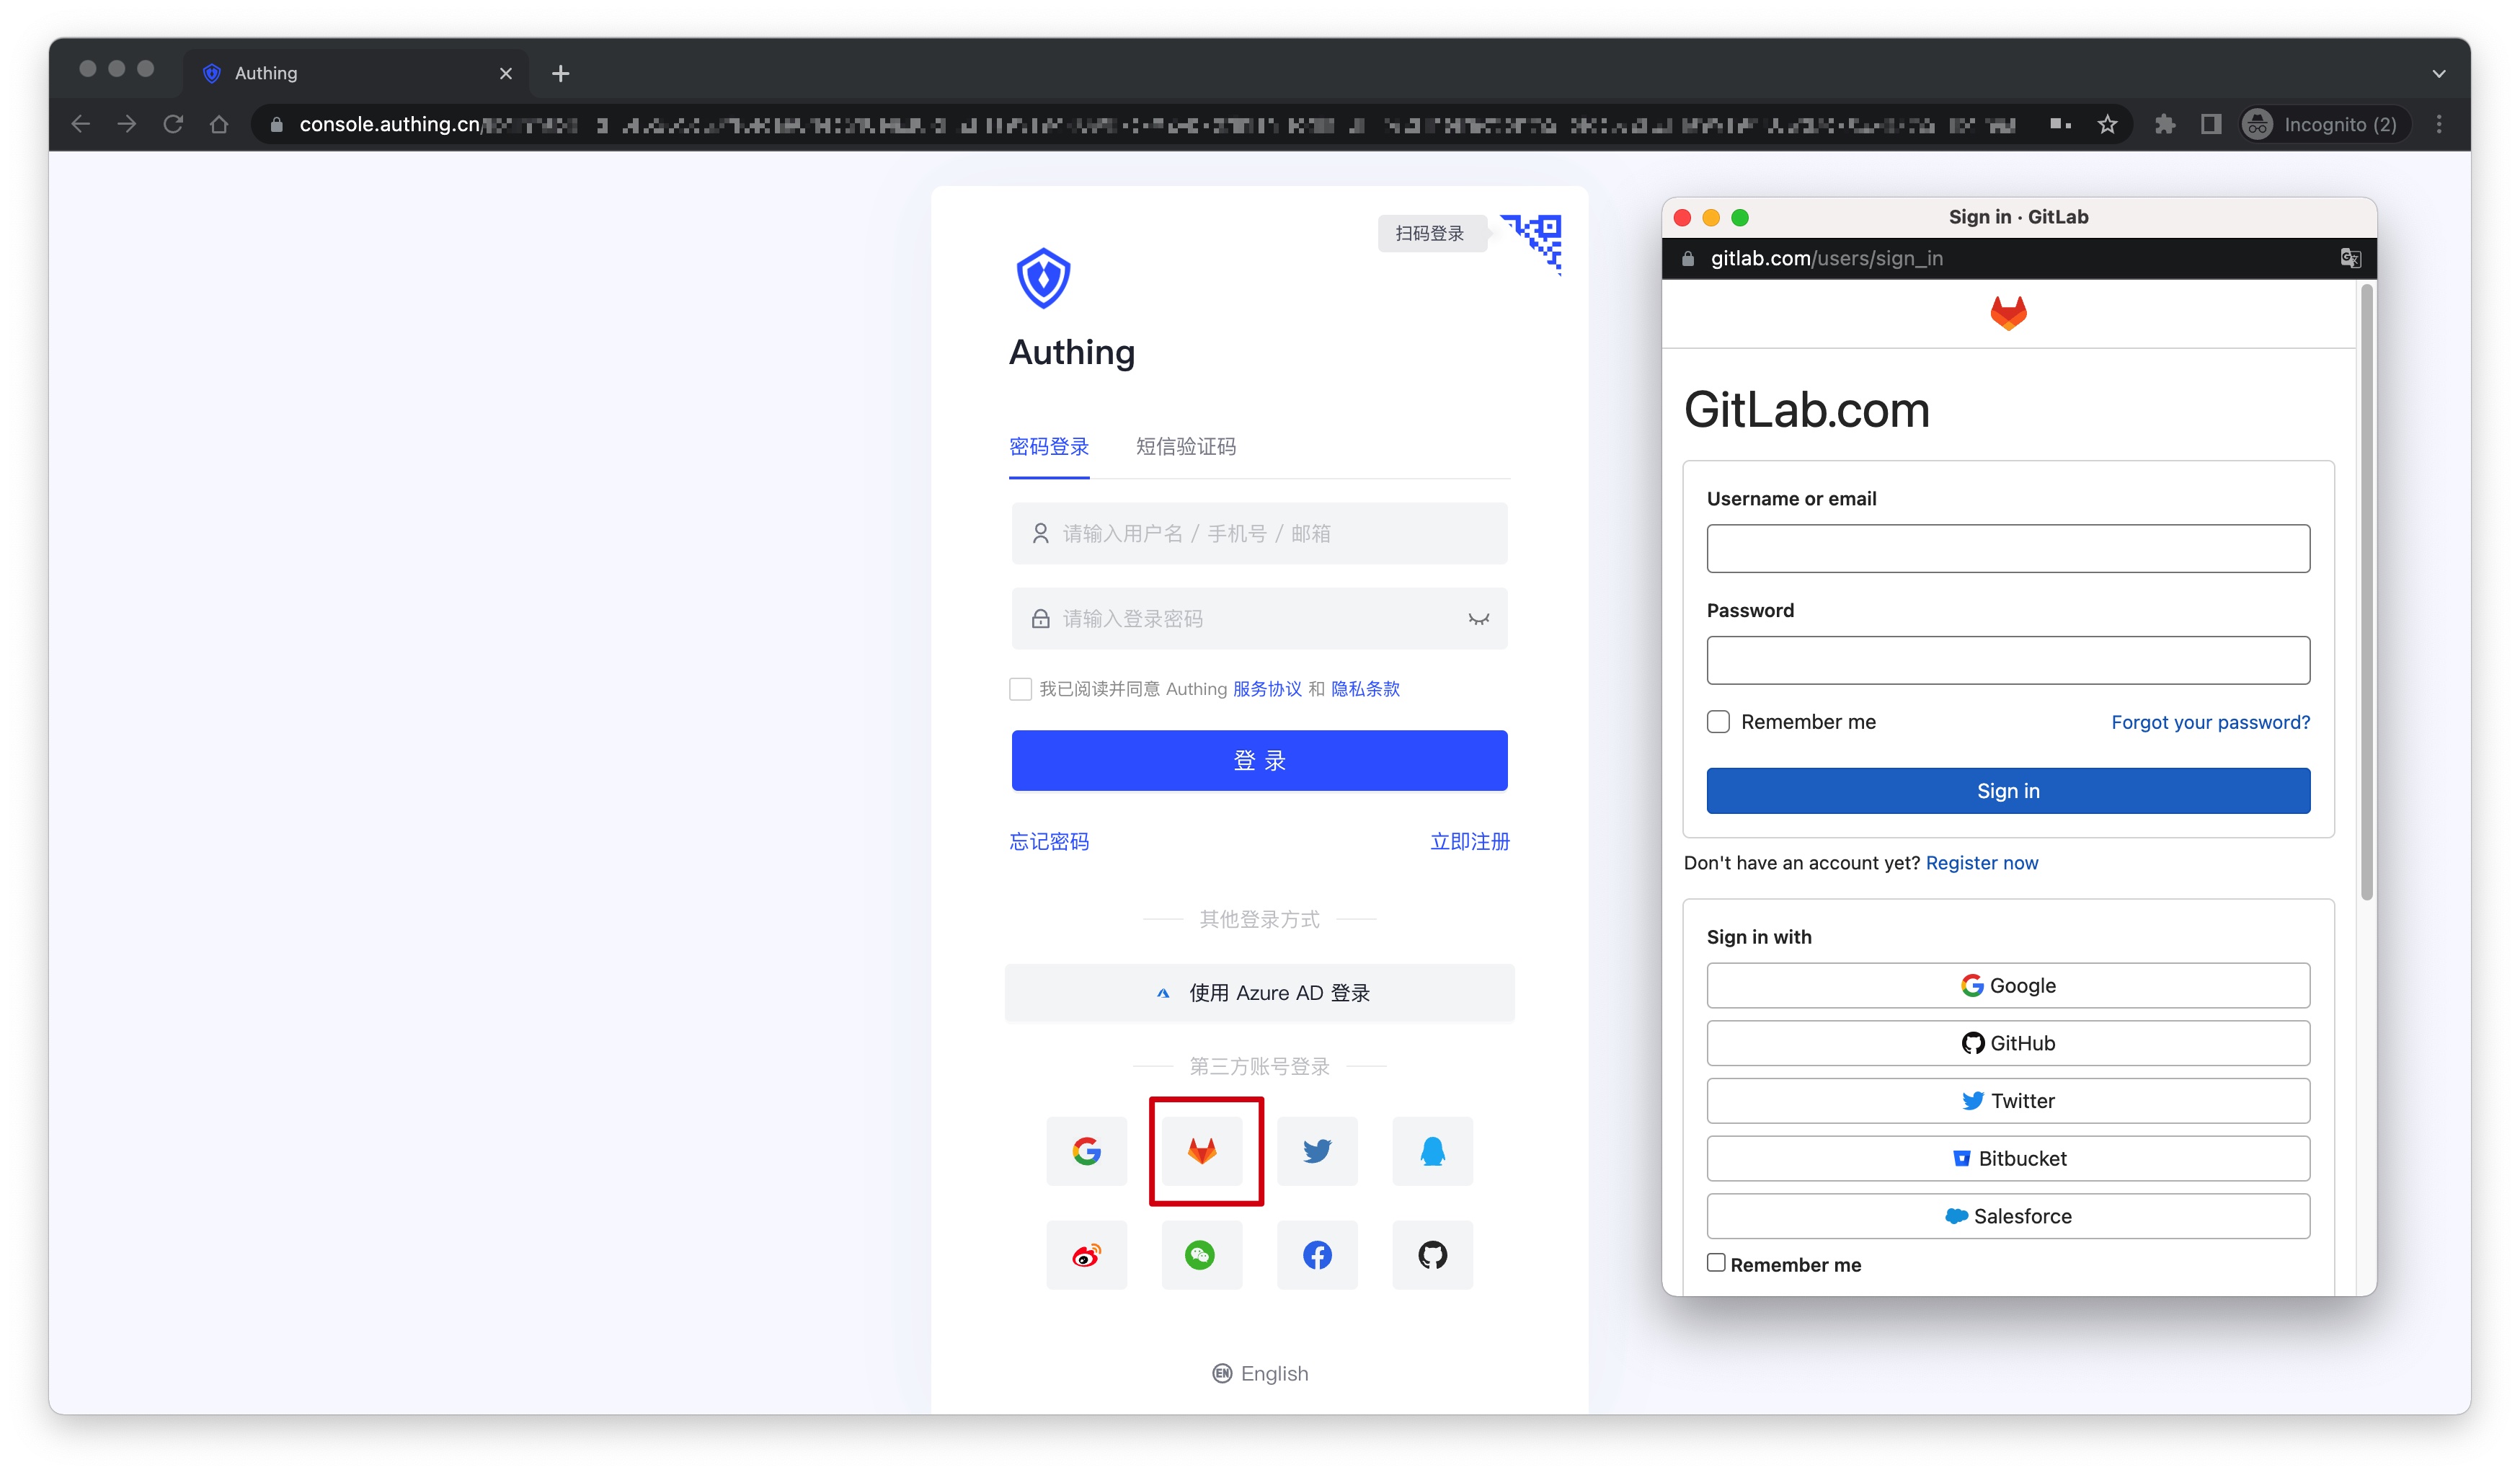 Authing
console.authing.cn/
Incognito (2)
扫码登录
Authing
密码登录 短信验证码
请输入用户名 / 手机号 / 邮箱
请输入登录密码
我已阅读并同意 Authing 服务协议 和 隐私条款
登 录
忘记密码 立即注册
其他登录方式
使用 Azure AD 登录
第三方账号登录
EN English
Sign in · GitLab
gitlab.com/users/sign_in
GitLab.com
Username or email
Password
Remember me Forgot your password?
Sign in
Don't have an account yet? Register now
Sign in with
Google
GitHub
Twitter
Bitbucket
Salesforce
Remember me